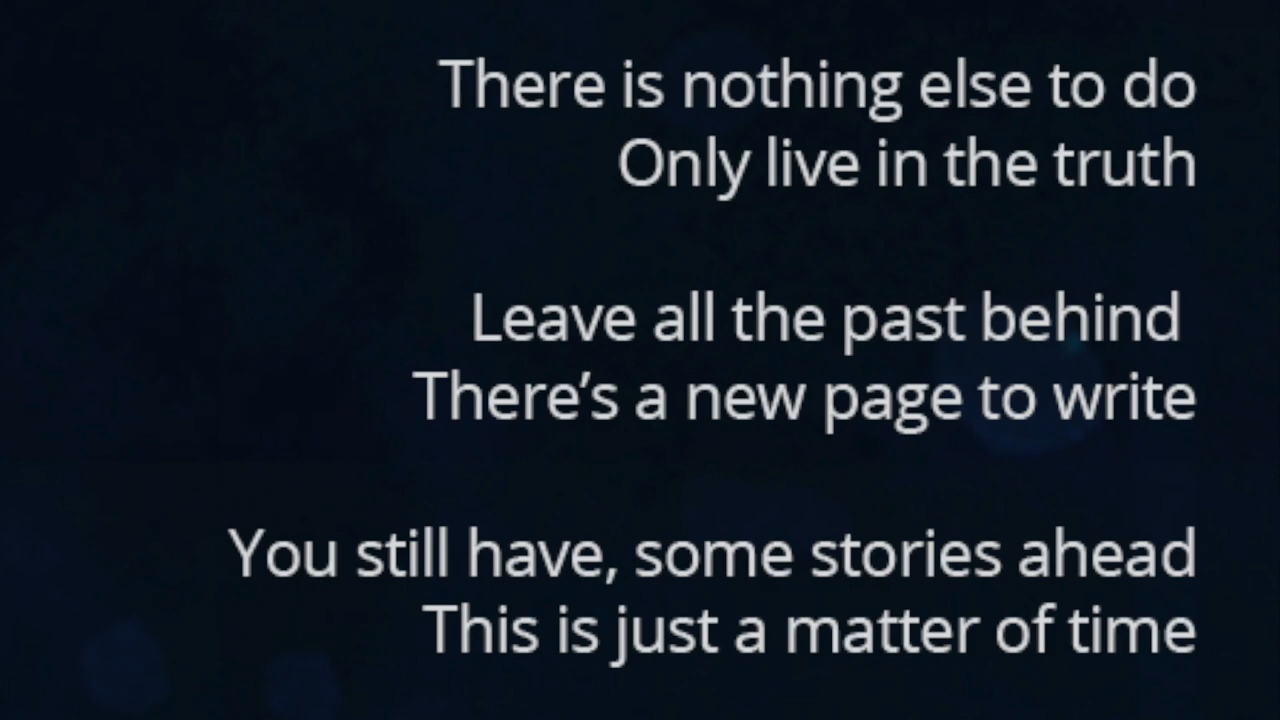 There is nothing else to do
Only live in the truth
Leave all the past behind
There’s a new page to write
You still have, some stories ahead
This is just a matter of time